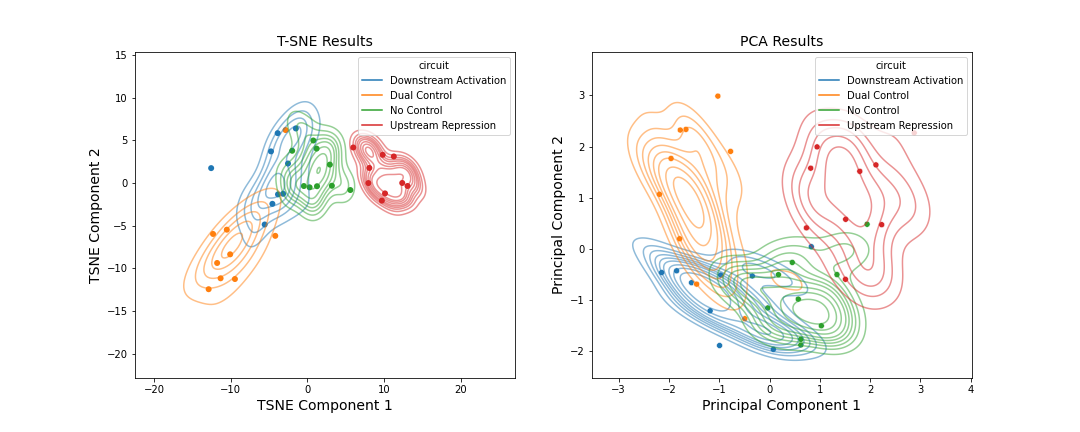 T-SNE Results
circuit
Downstream Activation
Dual Control
No Control
Upstream Repression
15
10
5
0
−5
−10
−15
−20
TSNE Component 2
−20 −10 0 10 20
TSNE Component 1
PCA Results
circuit
Downstream Activation
Dual Control
No Control
Upstream Repression
3
2
1
0
−1
−2
Principal Component 2
−3 −2 −1 0 1 2 3 4
Principal Component 1